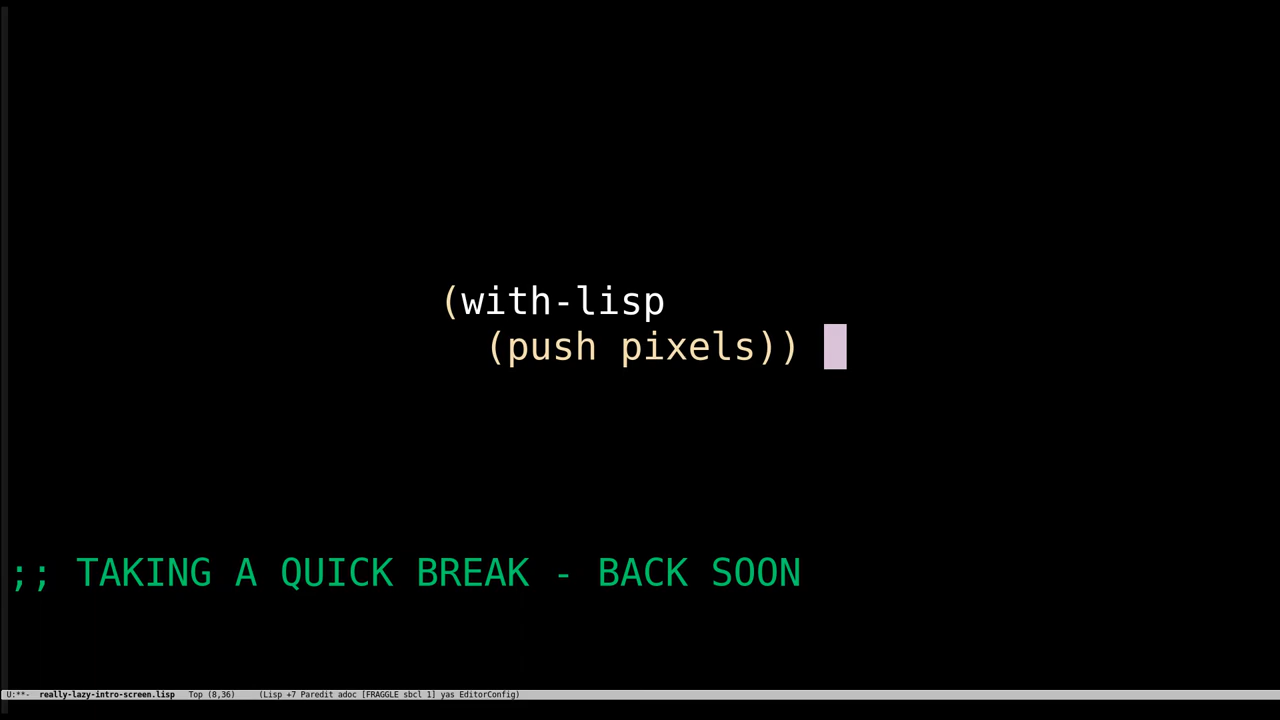 (with-lisp
(push pixels))
;; TAKING A QUICK BREAK - BACK SOON
U:**-  really-lazy-intro-screen.lisp   Top (8,36)     (Lisp +7 Paredit adoc [FRAGGLE sbcl 1] yas EditorConfig)